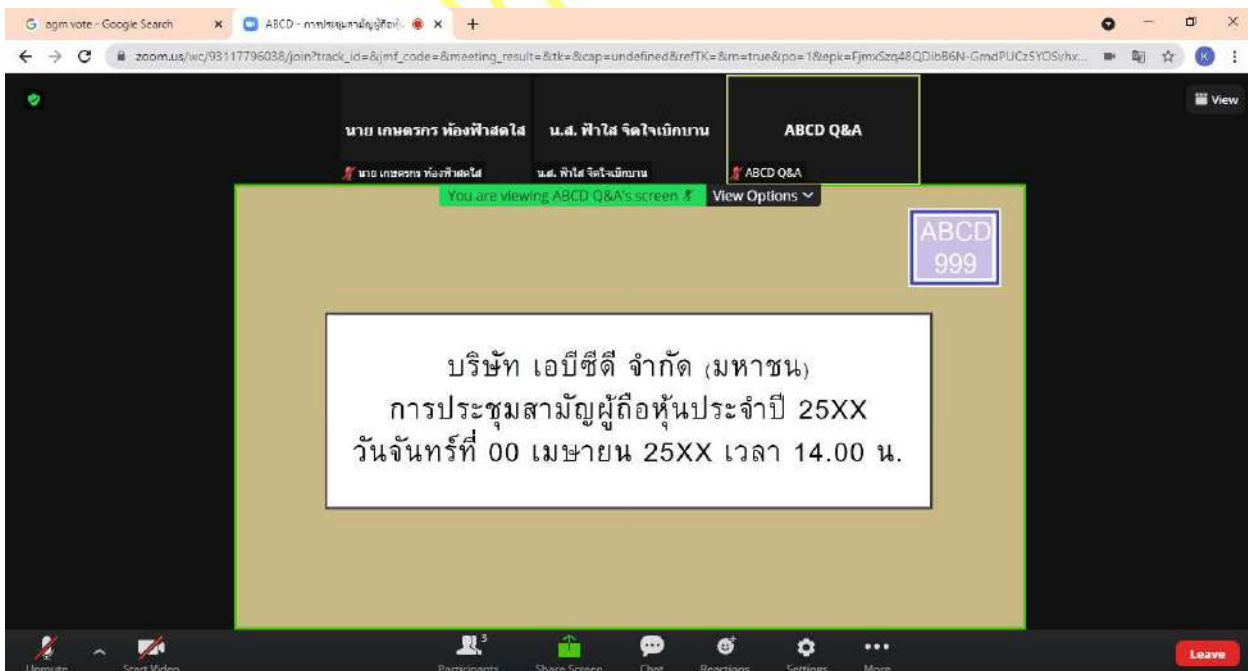 agm vote - Google Search
ABCD - การประชุมสามัญผู้ถือหุ้
zoom.us/wc/93117796038/join?track_id=&jmf_code=&meeting_result=&tk=&cap=undefined&refTK=&rn=true&po=1&epk=
K
View
นาย เกษตรกร ท้องฟ้าสดใส
น.ส. ฟ้าใส จิตใจเบิกบาน
ABCD Q&A
นาย เกษตรกร ท้องฟ้าสดใส
น.ส. ฟ้าใส จิตใจเบิกบาน
ABCD Q&A
You are viewing ABCD Q&A's screen
View Options
ABCD
999
บริษัท เอบีซีดี จำกัด (มหาชน)
การประชุมสามัญผู้ถือหุ้นประจำปี 25XX
วันจันทร์ที่ 00 เมษายน 25XX เวลา 14.00 น.
3
Unmute
Start Video
Participants
Share Screen
Chat
Reactions
Settings
More
Leave